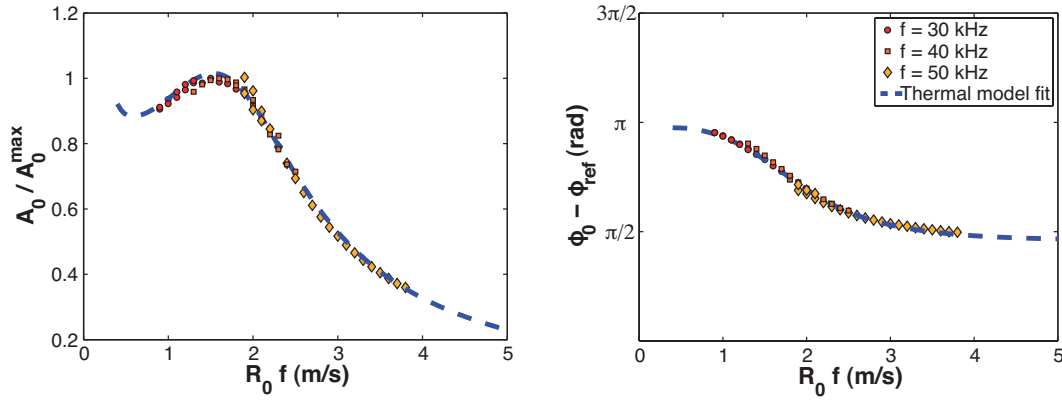 1.2
1
0.8
0.6
0.4
0.2
A₀ / A₀ᵐᵃˣ
0 1 2 3 4 5
R₀ f (m/s)
3π/2
π
π/2
ϕ₀ − ϕref (rad)
0 1 2 3 4 5
R₀ f (m/s)
f = 30 kHz
f = 40 kHz
f = 50 kHz
Thermal model fit